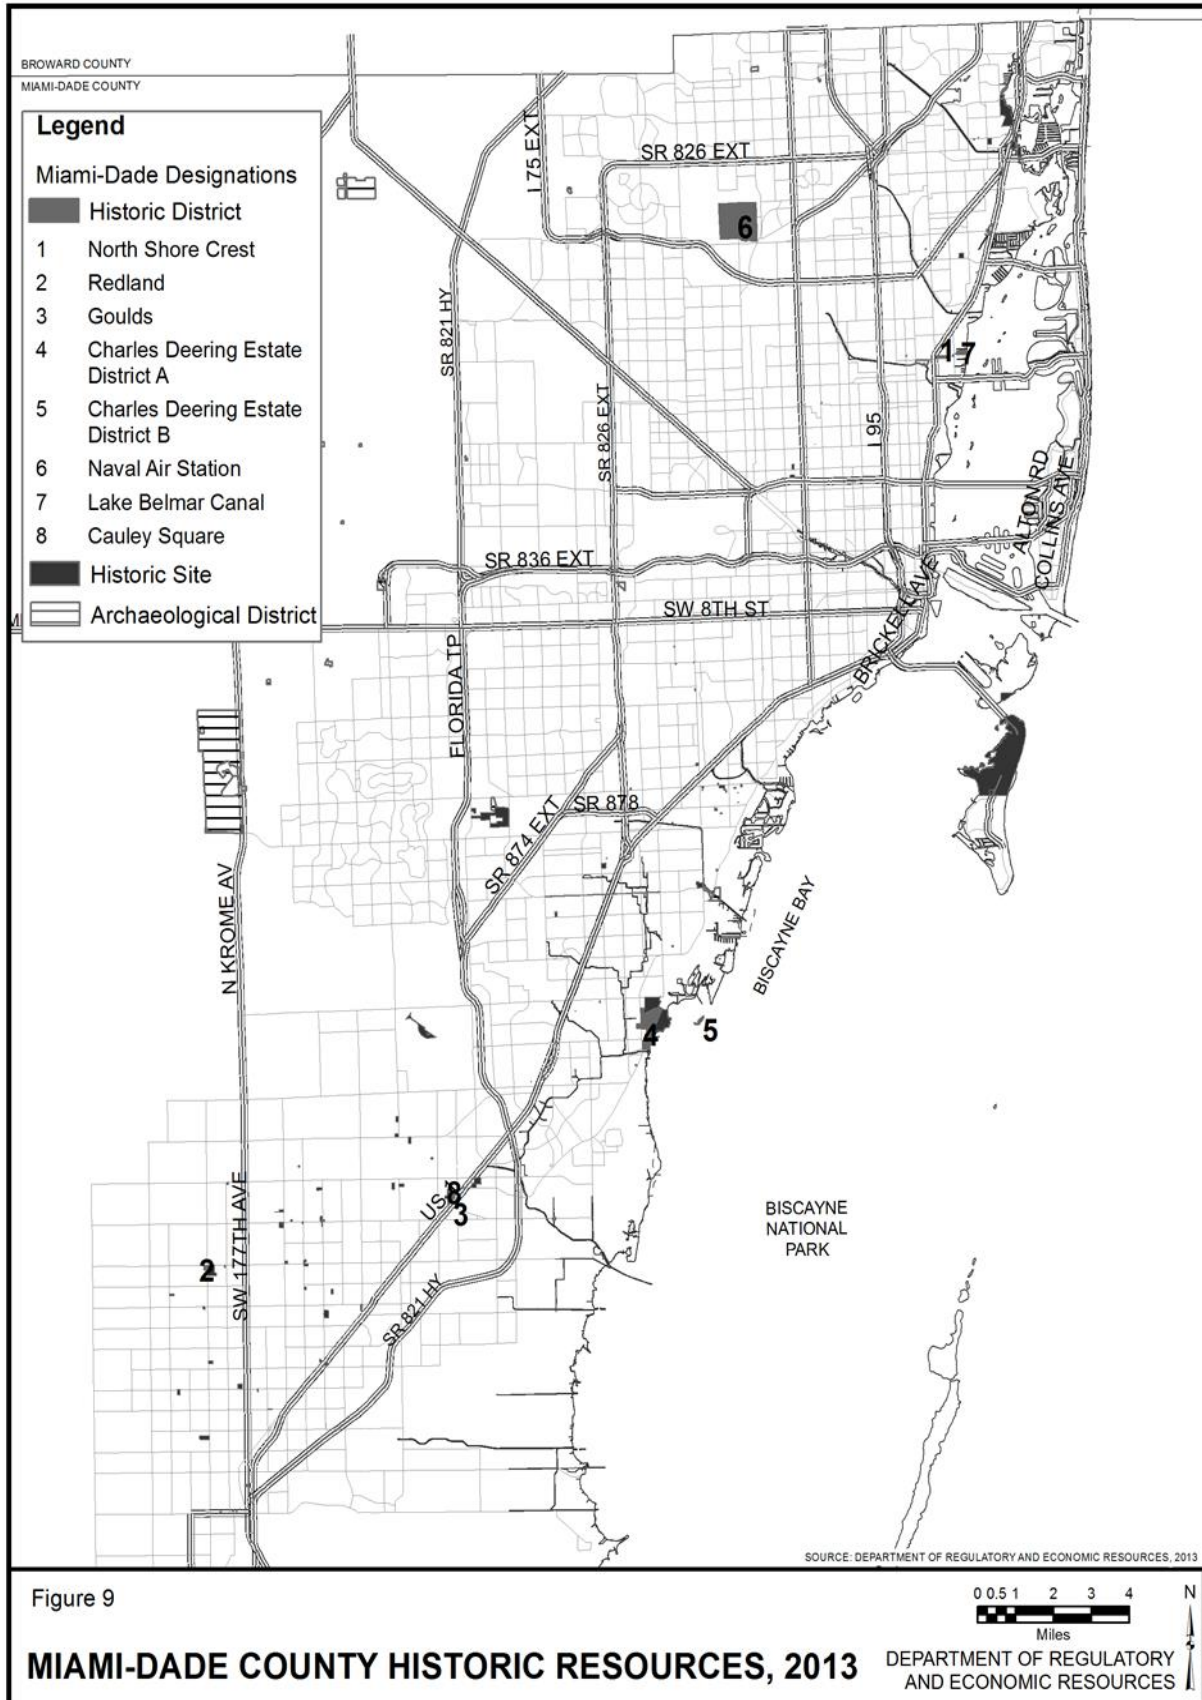 BROWARD COUNTY
MIAMI-DADE COUNTY
Legend
Miami-Dade Designations
Historic District
1 North Shore Crest
2 Redland
3 Goulds
4 Charles Deering Estate
District A
5 Charles Deering Estate
District B
6 Naval Air Station
7 Lake Belmar Canal
8 Cauley Square
Historic Site
Archaeological District
I 75 EXT
SR 826 EXT
6
SR 821 HY
1 7
SR 826 EXT
I 95
ALTON RD
COLLINS AVE
SR 836 EXT
SW 8TH ST
BRICKELL AVE
FLORIDA TP
SR 878
SR 874 EXT
N KROME AV
BISCAYNE BAY
4
5
SW 177TH AVE
US 1
8
3
BISCAYNE
NATIONAL
PARK
2
SR 821 HY
SOURCE: DEPARTMENT OF REGULATORY AND ECONOMIC RESOURCES, 2013
Figure 9
0 0.5 1 2 3 4
Miles
N
MIAMI-DADE COUNTY HISTORIC RESOURCES, 2013
DEPARTMENT OF REGULATORY
AND ECONOMIC RESOURCES